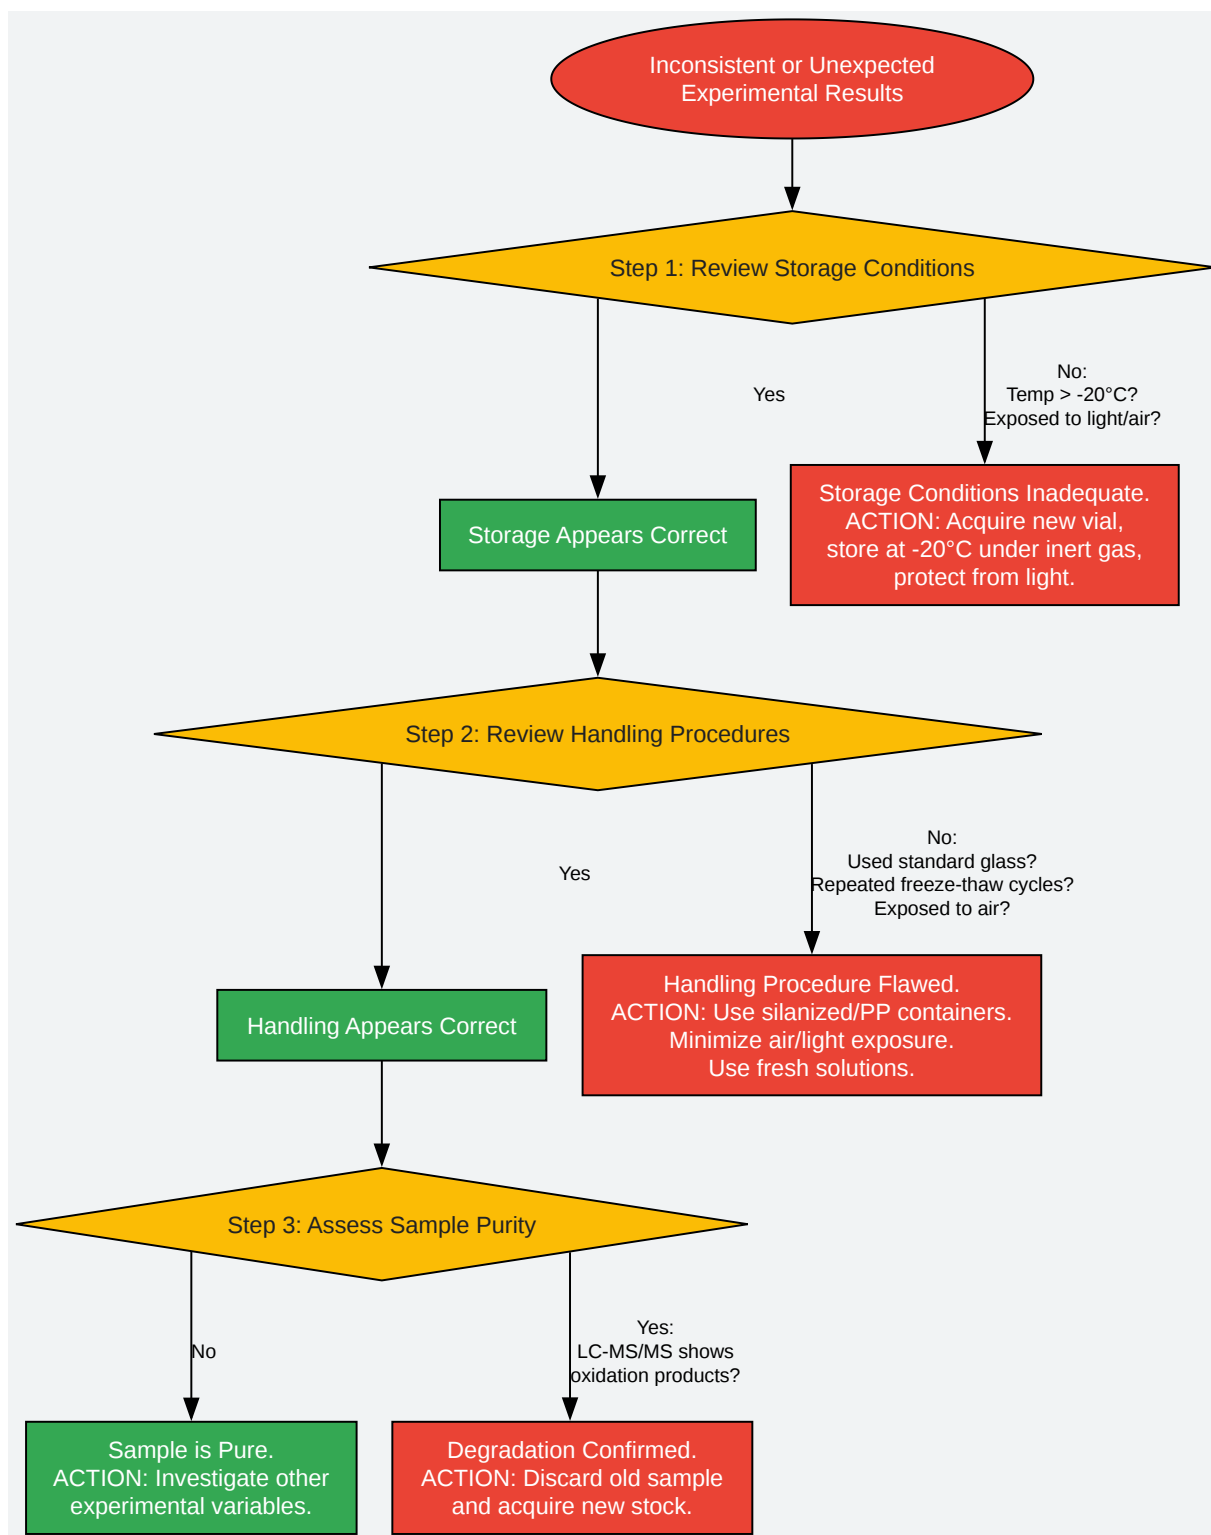 Inconsistent or Unexpected
Experimental Results
Step 1: Review Storage Conditions
Yes
No:
Temp > -20°C?
Exposed to light/air?
Storage Appears Correct
Storage Conditions Inadequate.
ACTION: Acquire new vial,
store at -20°C under inert gas,
protect from light.
Step 2: Review Handling Procedures
Yes
No:
Used standard glass?
Repeated freeze-thaw cycles?
Exposed to air?
Handling Appears Correct
Handling Procedure Flawed.
ACTION: Use silanized/PP containers.
Minimize air/light exposure.
Use fresh solutions.
Step 3: Assess Sample Purity
No
Yes:
LC-MS/MS shows
oxidation products?
Sample is Pure.
ACTION: Investigate other
experimental variables.
Degradation Confirmed.
ACTION: Discard old sample
and acquire new stock.